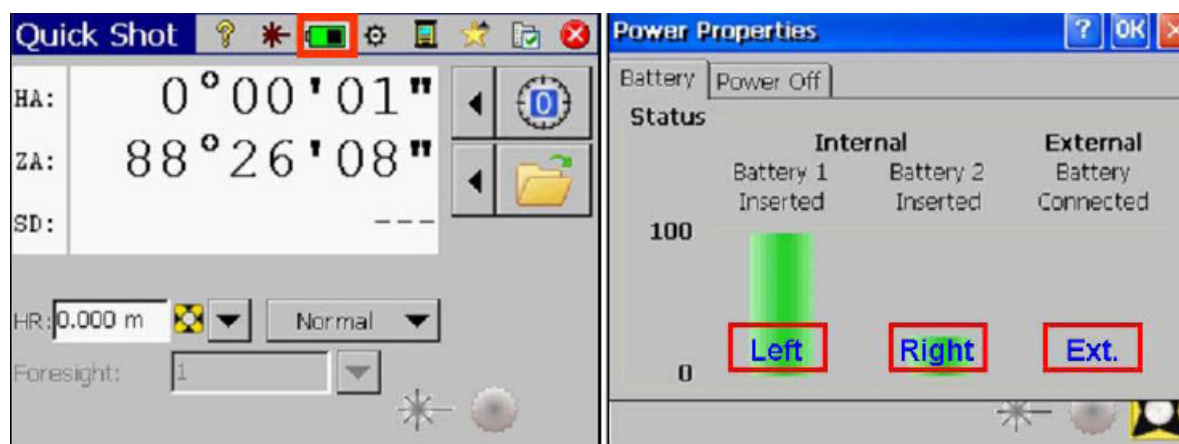 Quick Shot ?
HA: 0°00'01"
0
ZA: 88°26'08"
SD: ---
HR: 0.000 m
Normal
Foresight: 1
Power Properties ? OK
Battery Power Off
Status
Internal External
Battery 1 Battery 2 Battery
Inserted Inserted Connected
100
Left Right Ext.
0